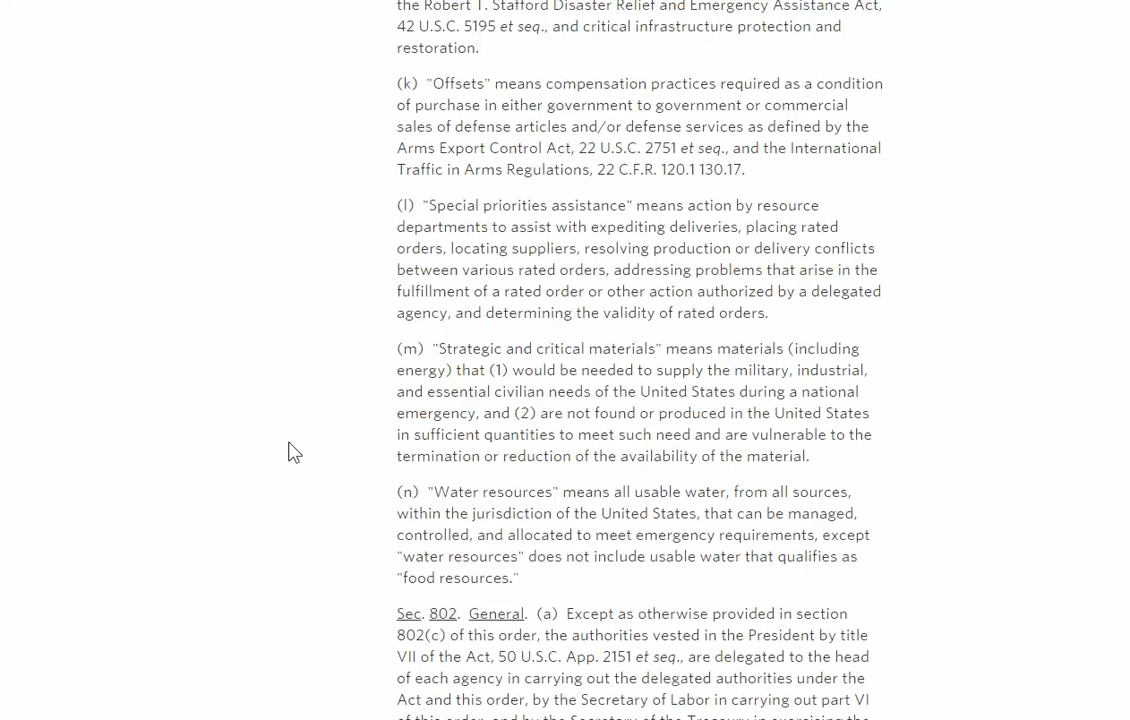 the Robert T. Stafford Disaster Relief and Emergency Assistance Act,
42 U.S.C. 5195 et seq., and critical infrastructure protection and
restoration.
(k) "Offsets" means compensation practices required as a condition
of purchase in either government to government or commercial
sales of defense articles and/or defense services as defined by the
Arms Export Control Act, 22 U.S.C. 2751 et seq., and the International
Traffic in Arms Regulations, 22 C.F.R. 120.1 130.17.
(l) "Special priorities assistance" means action by resource
departments to assist with expediting deliveries, placing rated
orders, locating suppliers, resolving production or delivery conflicts
between various rated orders, addressing problems that arise in the
fulfillment of a rated order or other action authorized by a delegated
agency, and determining the validity of rated orders.
(m) "Strategic and critical materials" means materials (including
energy) that (1) would be needed to supply the military, industrial,
and essential civilian needs of the United States during a national
emergency, and (2) are not found or produced in the United States
in sufficient quantities to meet such need and are vulnerable to the
termination or reduction of the availability of the material.
(n) "Water resources" means all usable water, from all sources,
within the jurisdiction of the United States, that can be managed,
controlled, and allocated to meet emergency requirements, except
"water resources" does not include usable water that qualifies as
"food resources."
Sec. 802. General. (a) Except as otherwise provided in section
802(c) of this order, the authorities vested in the President by title
VII of the Act, 50 U.S.C. App. 2151 et seq., are delegated to the head
of each agency in carrying out the delegated authorities under the
Act and this order, by the Secretary of Labor in carrying out part VI
of this order, and by the Secretary of the Treasury in exercising the